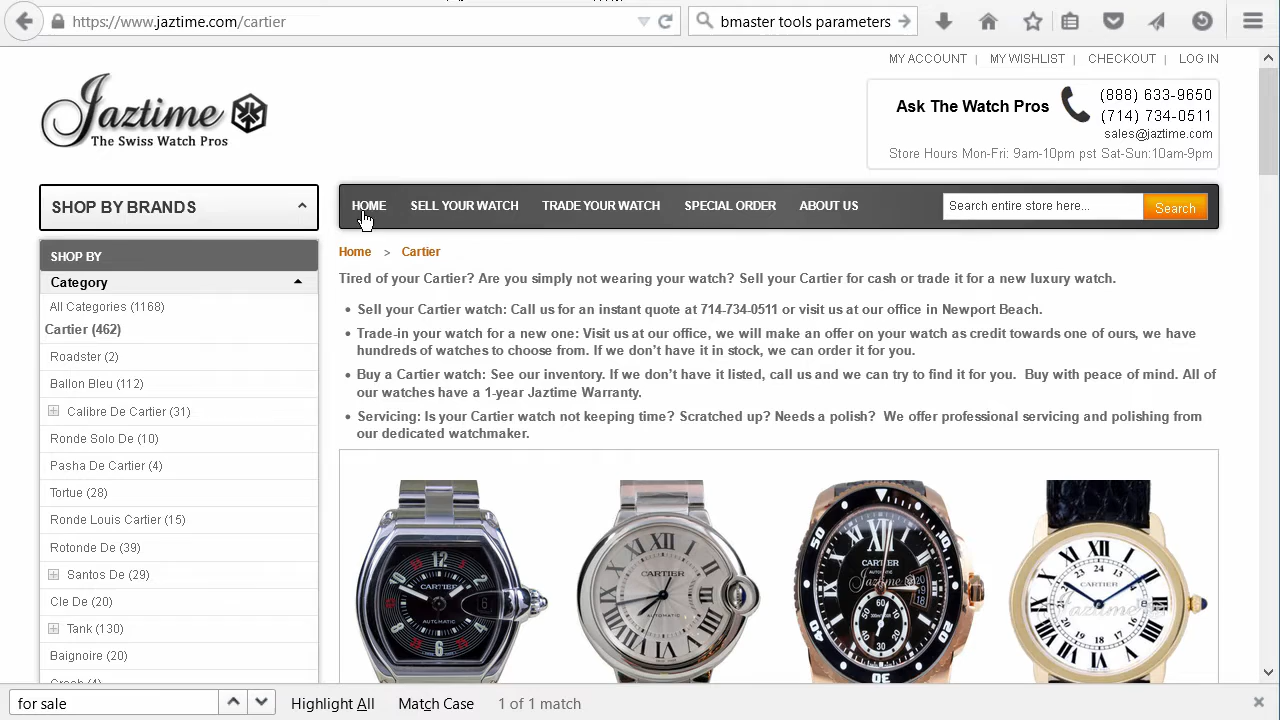 https://www.jaztime.com/cartier
bmaster tools parameters
MY ACCOUNT | MY WISHLIST | CHECKOUT | LOG IN
Jaztime
The Swiss Watch Pros
Ask The Watch Pros
(888) 633-9650
(714) 734-0511
sales@jaztime.com
Store Hours Mon-Fri: 9am-10pm pst Sat-Sun:10am-9pm
SHOP BY BRANDS
HOME SELL YOUR WATCH TRADE YOUR WATCH SPECIAL ORDER ABOUT US
Search entire store here... Search
SHOP BY
Category
All Categories (1168)
Cartier (462)
Roadster (2)
Ballon Bleu (112)
Calibre De Cartier (31)
Ronde Solo De (10)
Pasha De Cartier (4)
Tortue (28)
Ronde Louis Cartier (15)
Rotonde De (39)
Santos De (28)
Cle De (20)
Tank (130)
Baignoire (20)
Home > Cartier
Tired of your Cartier? Are you simply not wearing your watch? Sell your Cartier for cash or trade it for a new luxury watch.
• Sell your Cartier watch: Call us for an instant quote at 714-734-0511 or visit us at our office in Newport Beach.
• Trade-in your watch for a new one: Visit us at our office, we will make an offer on your watch as credit towards one of ours, we have
hundreds of watches to choose from. If we don't have it in stock, we can order it for you.
• Buy a Cartier watch: See our inventory. If we don't have it listed, call us and we can try to find it for you. Buy with peace of mind. All of
our watches have a 1-year Jaztime Warranty.
• Servicing: Is your Cartier watch not keeping time? Scratched up? Needs a polish? We offer professional servicing and polishing from
our dedicated watchmaker.
CARTIER
AUTOMATIC
CARTIER
AUTOMATIC
CARTIER
AUTOMATIC
Jaztime
CARTIER
Jaztime
for sale Highlight All Match Case 1 of 1 match